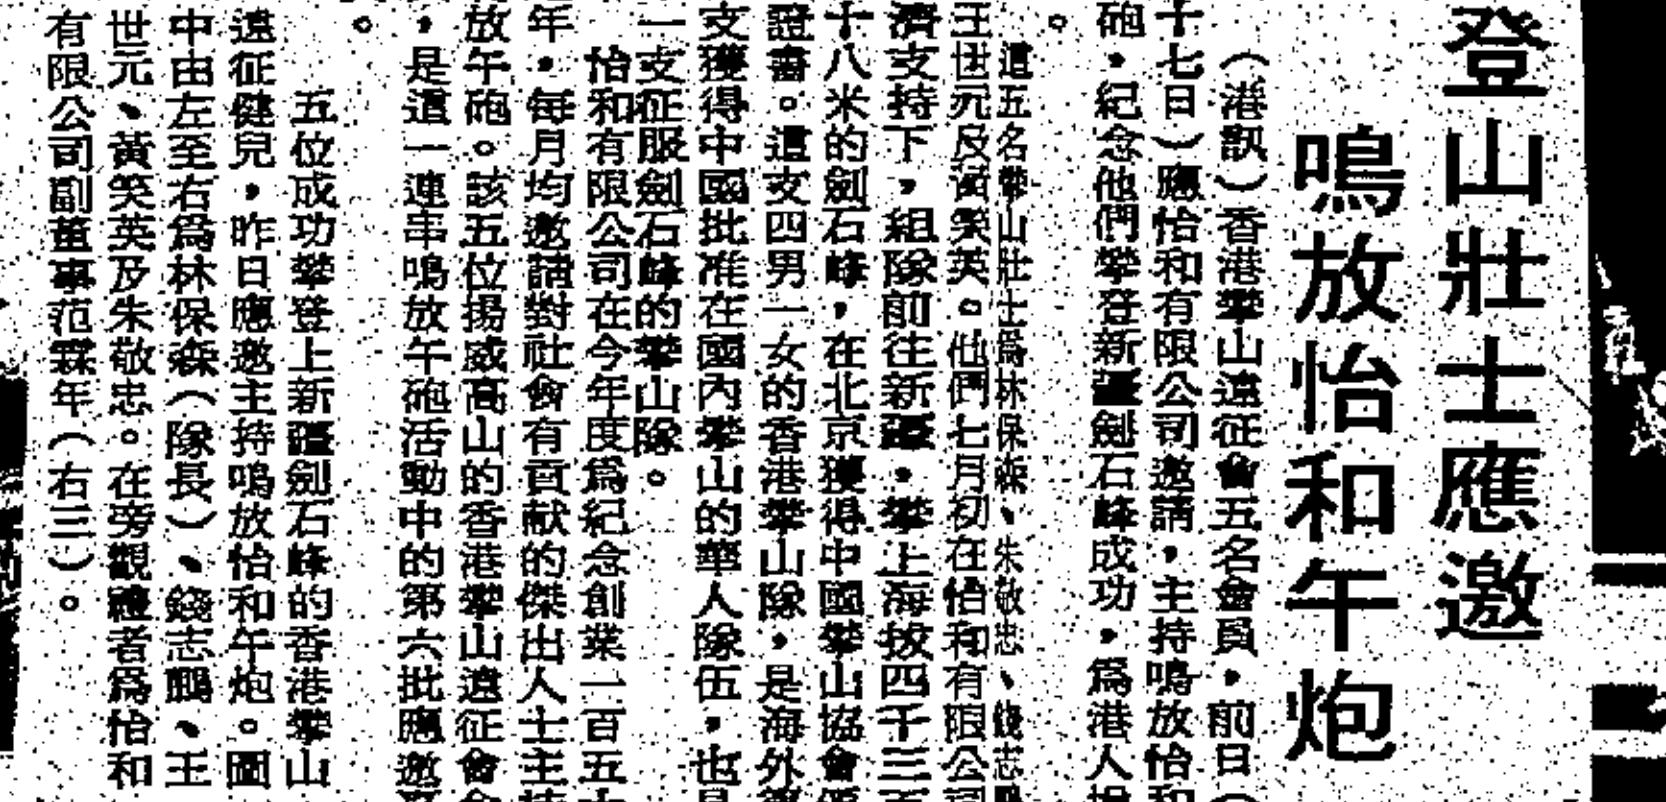 登山壯士應邀
鳴放怡和午炮
（港訊）香港攀山遠征會五名會員，前日（
十七日）應怡和有限公司邀請，主持鳴放怡和
砲，紀念他們攀登新疆劍石峰成功，爲港人
。
這五名攀山壯士爲林保森、朱敬忠、錢志鵬
王世元及黃笑英。他們七月初在怡和有限公司
濟支持下，組隊前往新疆，攀上海拔四千三百
十八米的劍石峰，在北京獲得中國攀山協會
證書。這支四男一女的香港攀山隊，是海外
支獲得中國批准在國內攀山的華人隊伍，也是
一支征服劍石峰的攀山隊。
怡和有限公司在今年度爲紀念創業一百五十
年，每月均邀請對社會有貢献的傑出人士主持
放午砲。該五位揚威高山的香港攀山遠征會會
，是這一連串鳴放午砲活動中的第六批應邀
。
五位成功攀登上新疆劍石峰的香港攀山
遠征健兒，昨日應邀主持鳴放怡和午炮。圖
中由左至右爲林保森（隊長）、錢志鵬、王
世元、黃笑英及朱敬忠。在旁觀禮者爲怡和
有限公司副董事范霖年（右三）。